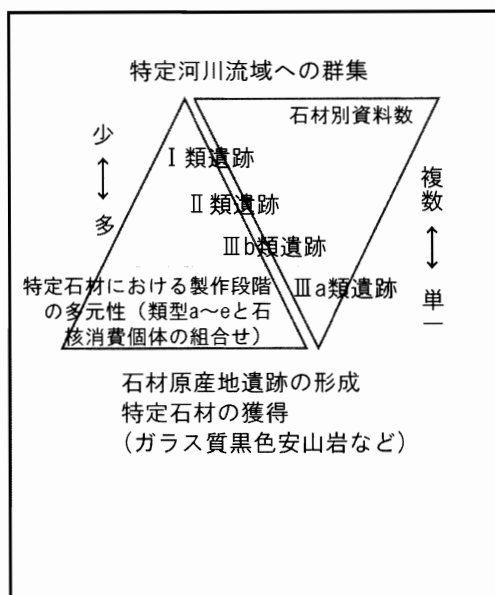 特定河川流域への群集
石材別資料数
少
↕
多
Ⅰ類遺跡
Ⅱ類遺跡
Ⅲb類遺跡
Ⅲa類遺跡
複数
↕
単一
特定石材における製作段階
の多元性（類型a～eと石
核消費個体の組合せ）
石材原産地遺跡の形成
特定石材の獲得
（ガラス質黒色安山岩など）